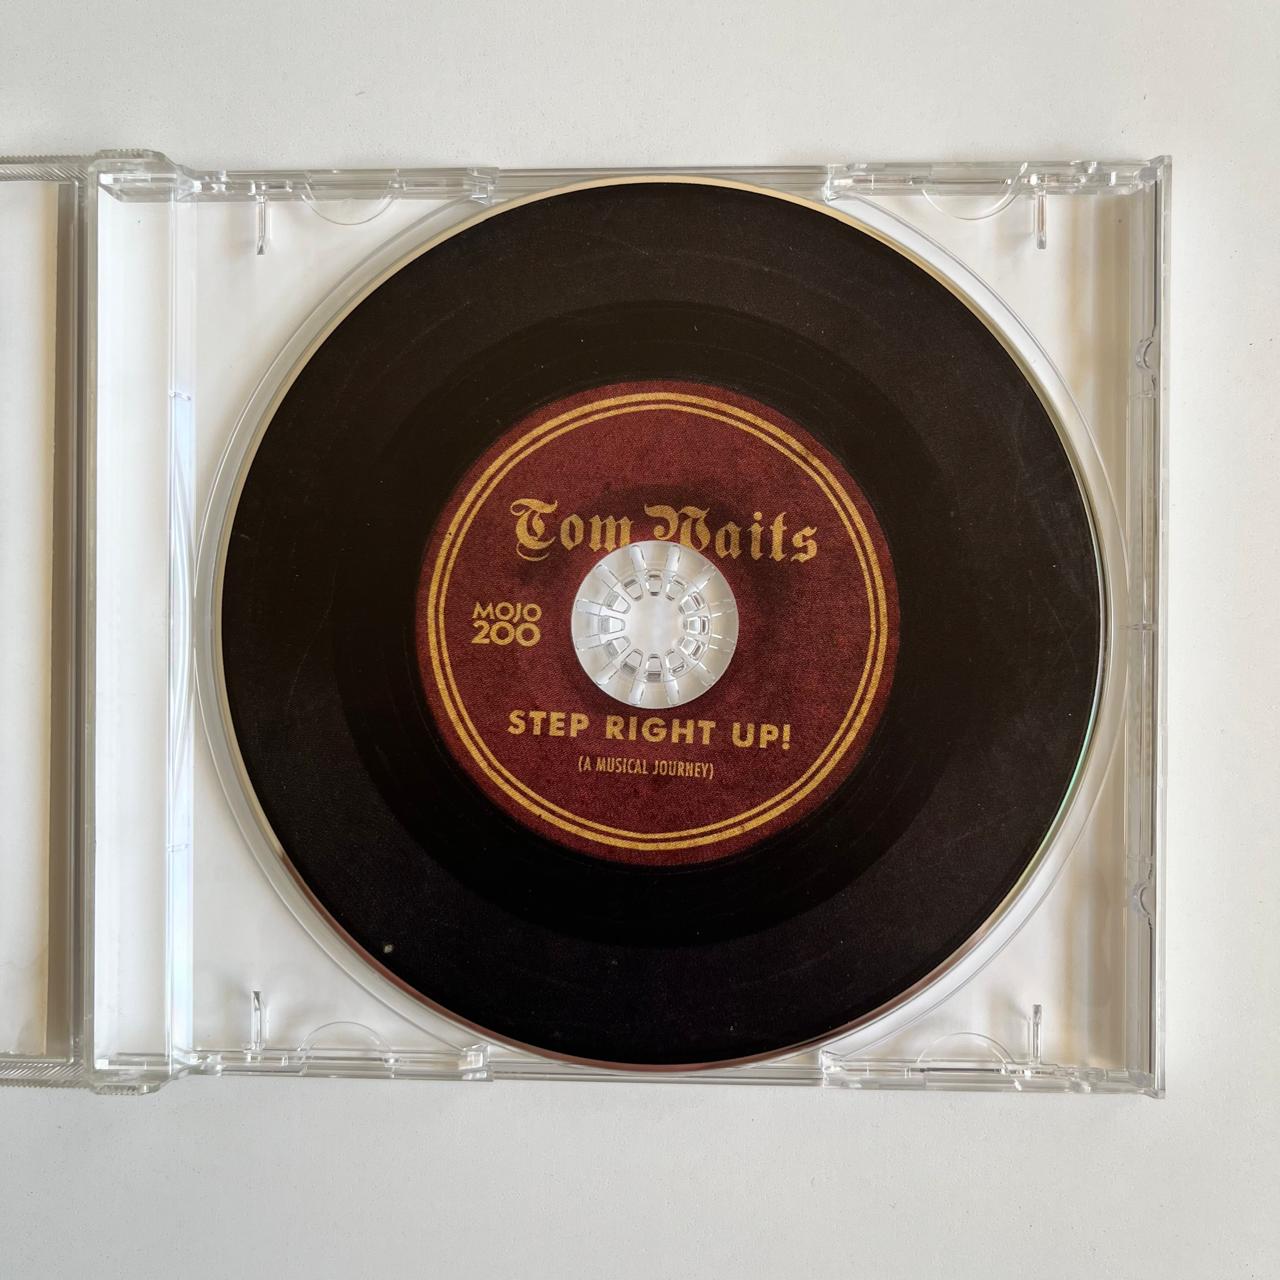 Tom Waits
MOJO
200
STEP RIGHT UP!
(A MUSICAL JOURNEY)